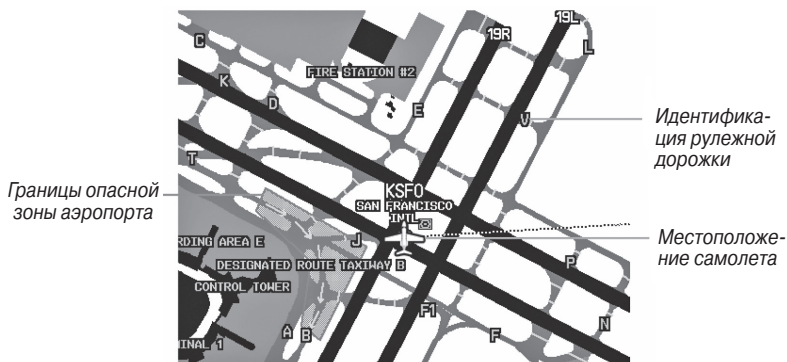 19L
19R
C
L
FIRE STATION #2
K
D
E
V
Идентифика-
ция рулежной
дорожки
T
Границы опасной
зоны аэропорта
KSFO
SAN FRANCISCO
INTL
RDING AREA E
J
Местоположе-
ние самолета
DESIGNATED ROUTE TAXIWAY B
P
CONTROL TOWER
F1
N
A
B
F
MINAL 1